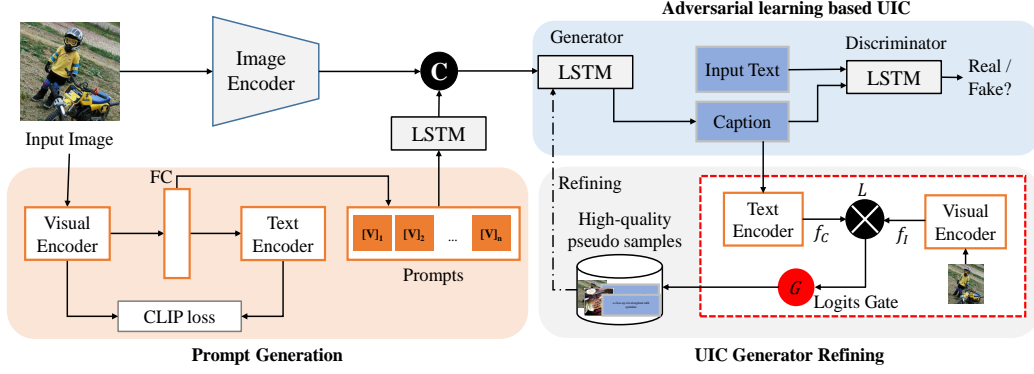 Adversarial learning based UIC
Generator
Discriminator
Image
Encoder
C
LSTM
Input Text
LSTM
Real /
Fake?
Caption
Input Image
LSTM
FC
Visual
Encoder
Text
Encoder
[V]1
[V]2
...
[V]n
Prompts
CLIP loss
Prompt Generation
Refining
High-quality
pseudo samples
Text
Encoder
L
fC
fI
Visual
Encoder
G
Logits Gate
UIC Generator Refining